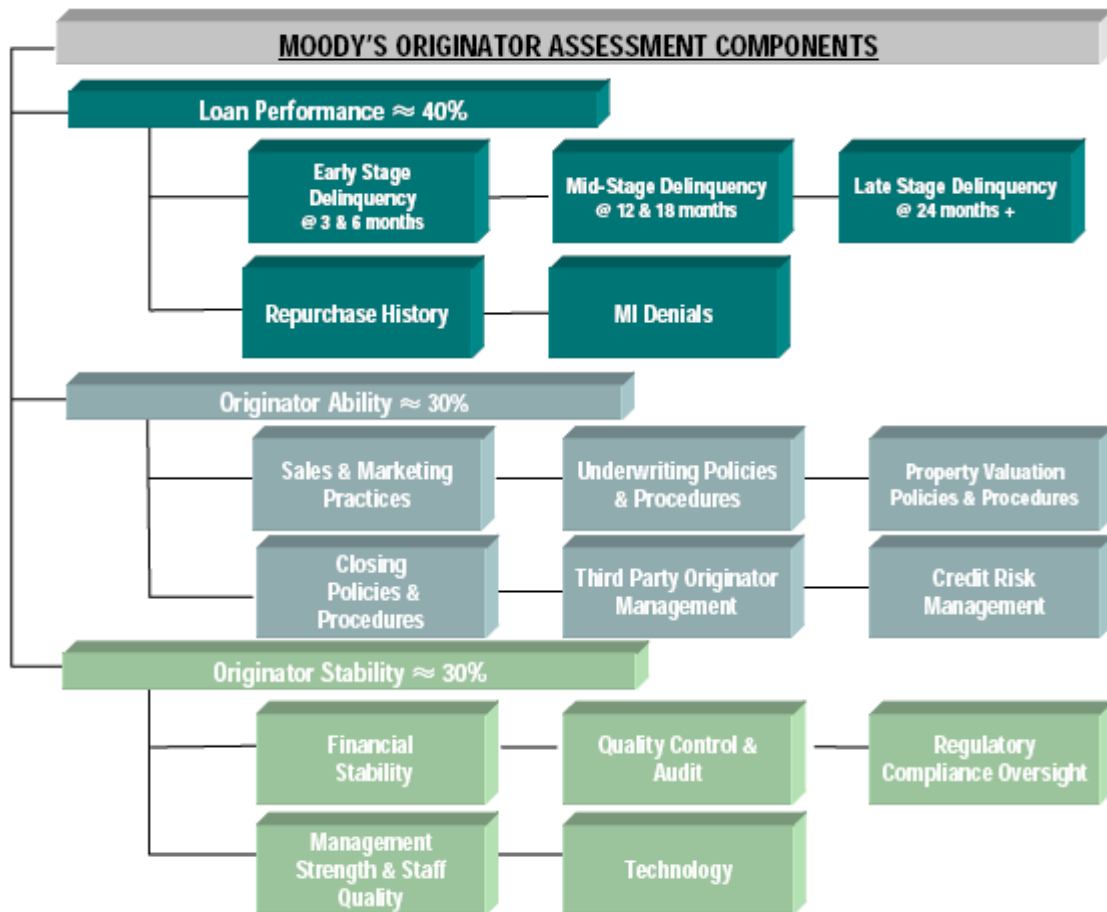 MOODY'S ORIGINATOR ASSESSMENT COMPONENTS
Loan Performance ≈ 40%
Early Stage
Delinquency
@ 3 & 6 months
Mid-Stage Delinquency
@ 12 & 18 months
Late Stage Delinquency
@ 24 months +
Repurchase History
MI Denials
Originator Ability ≈ 30%
Sales & Marketing
Practices
Underwriting Policies
& Procedures
Property Valuation
Policies & Procedures
Closing
Policies &
Procedures
Third Party Originator
Management
Credit Risk
Management
Originator Stability ≈ 30%
Financial
Stability
Quality Control &
Audit
Regulatory
Compliance Oversight
Management
Strength & Staff
Quality
Technology